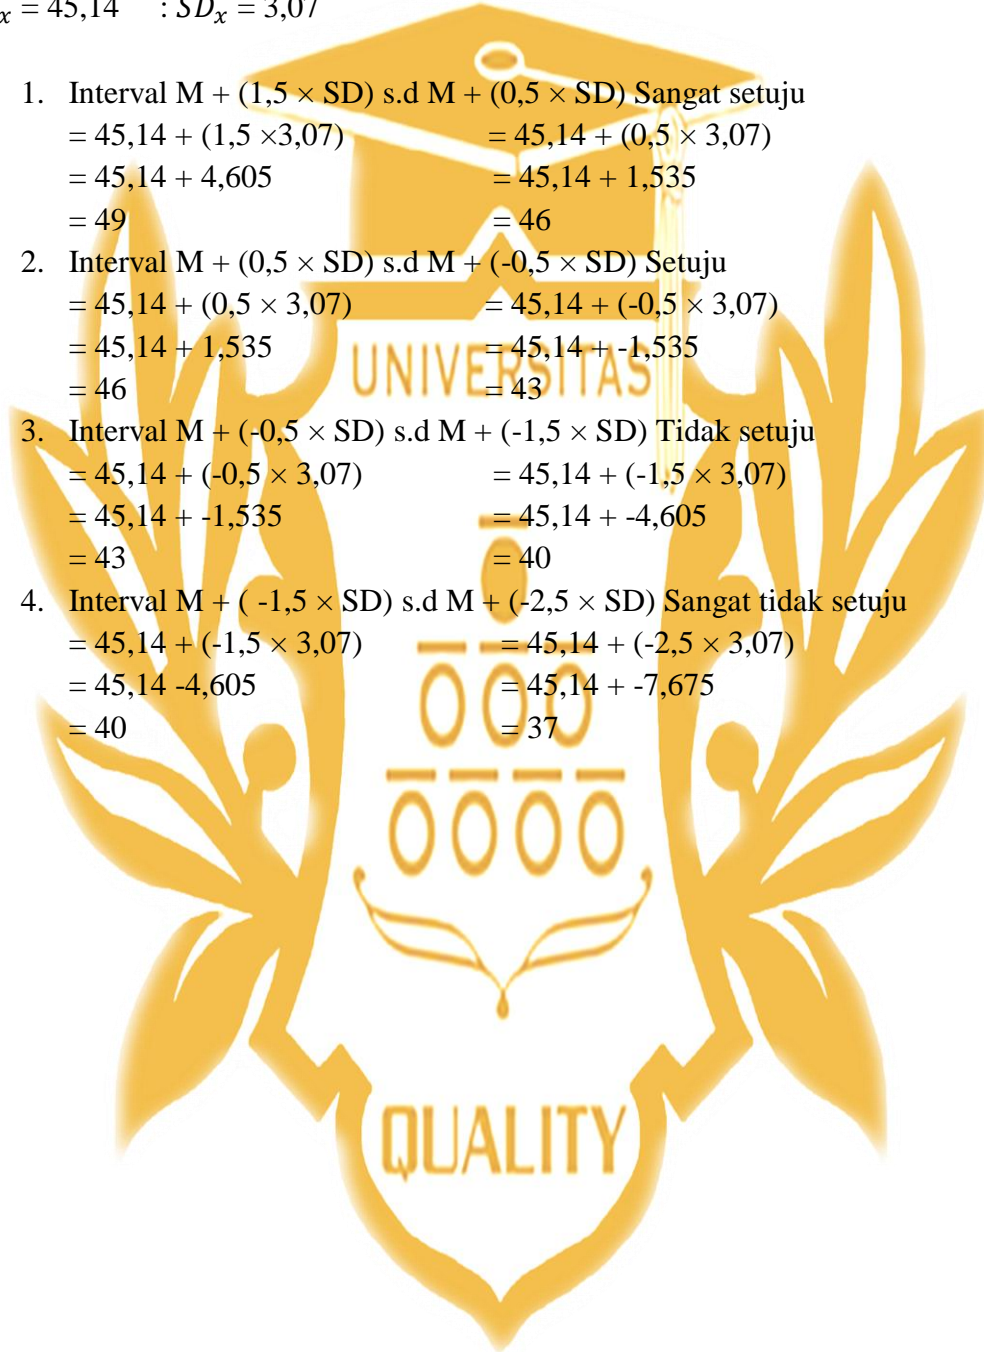 x = 45,14 : SDx = 3,07
1. Interval M + (1,5 × SD) s.d M + (0,5 × SD) Sangat setuju
= 45,14 + (1,5 ×3,07) = 45,14 + (0,5 × 3,07)
= 45,14 + 4,605 = 45,14 + 1,535
= 49 = 46
2. Interval M + (0,5 × SD) s.d M + (-0,5 × SD) Setuju
= 45,14 + (0,5 × 3,07) = 45,14 + (-0,5 × 3,07)
= 45,14 + 1,535 = 45,14 + -1,535
= 46 = 43
3. Interval M + (-0,5 × SD) s.d M + (-1,5 × SD) Tidak setuju
= 45,14 + (-0,5 × 3,07) = 45,14 + (-1,5 × 3,07)
= 45,14 + -1,535 = 45,14 + -4,605
= 43 = 40
4. Interval M + ( -1,5 × SD) s.d M + (-2,5 × SD) Sangat tidak setuju
= 45,14 + (-1,5 × 3,07) = 45,14 + (-2,5 × 3,07)
= 45,14 -4,605 = 45,14 + -7,675
= 40 = 37
UNIVERSITAS
QUALITY